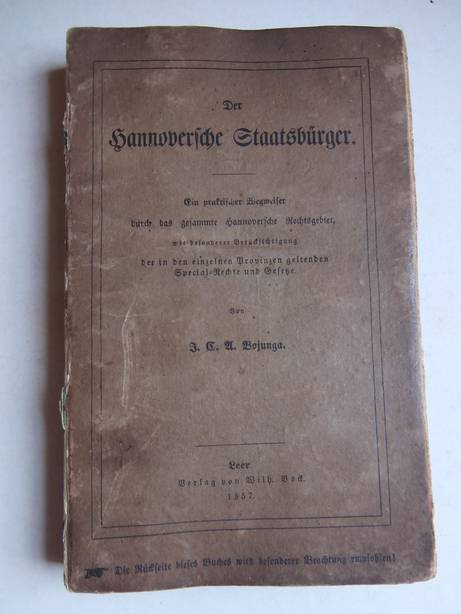 Der
Hannoversche Staatsbürger.
Ein praktischer Wegweiser
durch das gesammte Hannoversche Rechtsgebiet,
mit besonderer Berücksichtigung
der in den einzelnen Provinzen geltenden
Special-Rechte und Gesetze.
Von
J. C. A. Bojunga.
Leer
Verlag von Wilh. Bock.
1857.
Die Rückseite dieses Buches wird besonderer Beachtung empfohlen!